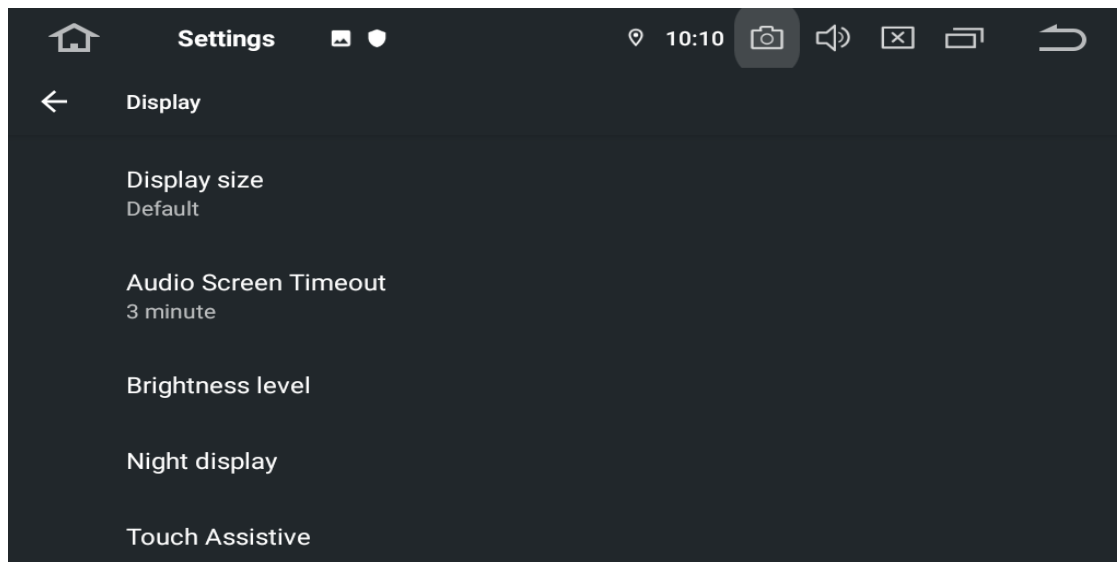 Settings 10:10
Display
Display size
Default
Audio Screen Timeout
3 minute
Brightness level
Night display
Touch Assistive